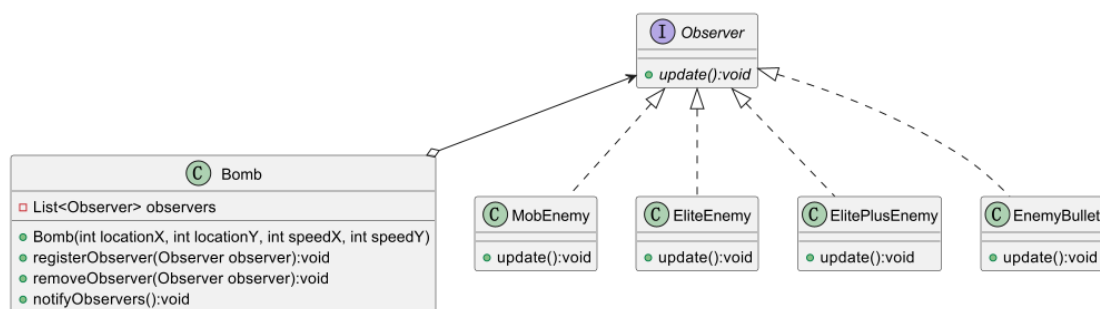 I Observer
update():void
C Bomb
List<Observer> observers
Bomb(int locationX, int locationY, int speedX, int speedY)
registerObserver(Observer observer):void
removeObserver(Observer observer):void
notifyObservers():void
C MobEnemy
update():void
C EliteEnemy
update():void
C ElitePlusEnemy
update():void
C EnemyBullet
update():void